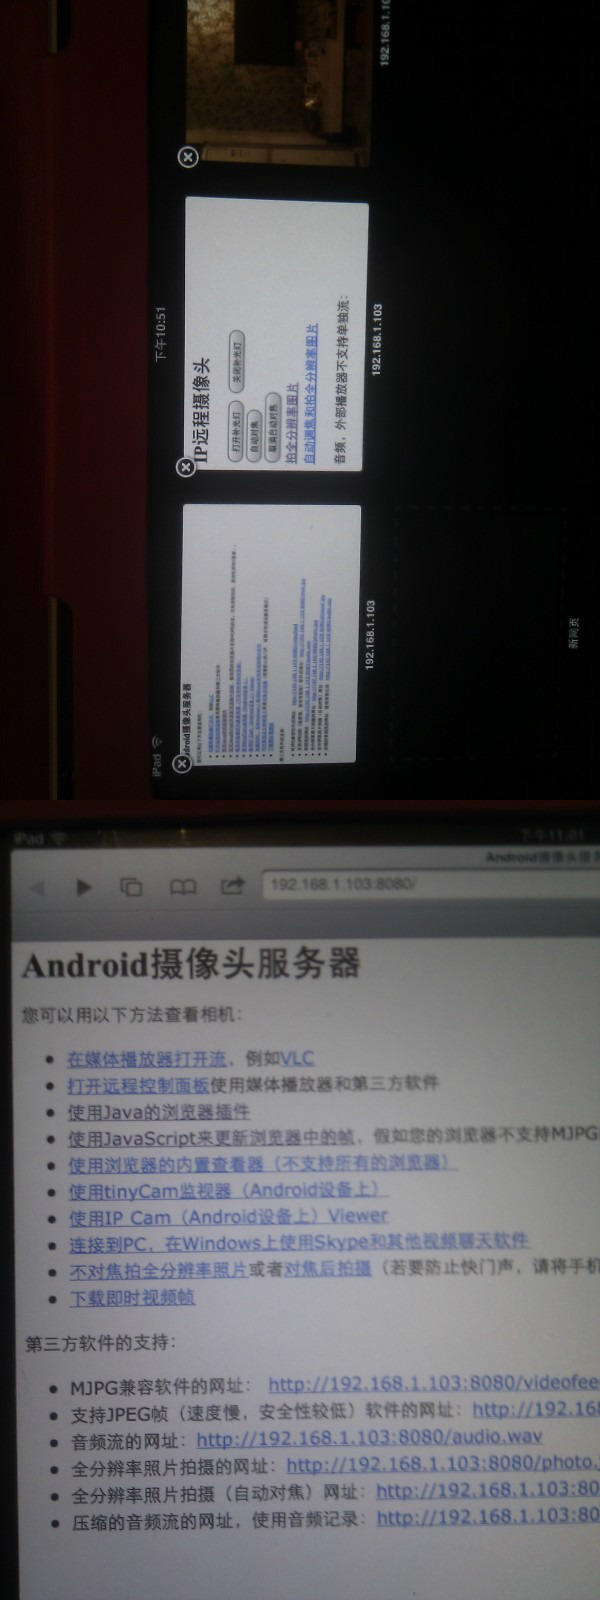 192.168.1.10
下午10:51
IP远程摄像头
打开补光灯
关闭补光灯
自动对焦
取消自动对焦
拍全分辨率图片
自动调焦和拍全分辨率图片
音频，外部播放器不支持单独流：
192.168.1.103
iPad
droid摄像头服务器
192.168.1.103
新网页
iPad
下午11:01
Android摄像头服务
192.168.1.103:8080/
Android摄像头服务器
您可以用以下方法查看相机：
在媒体播放器打开流，例如VLC
打开远程控制面板使用媒体播放器和第三方软件
使用Java的浏览器插件
使用JavaScript来更新浏览器中的帧，假如您的浏览器不支持MJPG
使用浏览器的内置查看器（不支持所有的浏览器）
使用tinyCam监视器（Android设备上）
使用IP Cam（Android设备上）Viewer
连接到PC，在Windows上使用Skype和其他视频聊天软件
不对焦拍全分辨率照片或者对焦后拍摄（若要防止快门声，请将手机
下载即时视频帧
第三方软件的支持：
MJPG兼容软件的网址： http://192.168.1.103:8080/videofee
支持JPEG帧（速度慢，安全性较低）软件的网址： http://192.168
音频流的网址：http://192.168.1.103:8080/audio.wav
全分辨率照片拍摄的网址：http://192.168.1.103:8080/photo.
全分辨率照片拍摄（自动对焦）网址：http://192.168.1.103:80
压缩的音频流的网址，使用音频记录：http://192.168.1.103:80